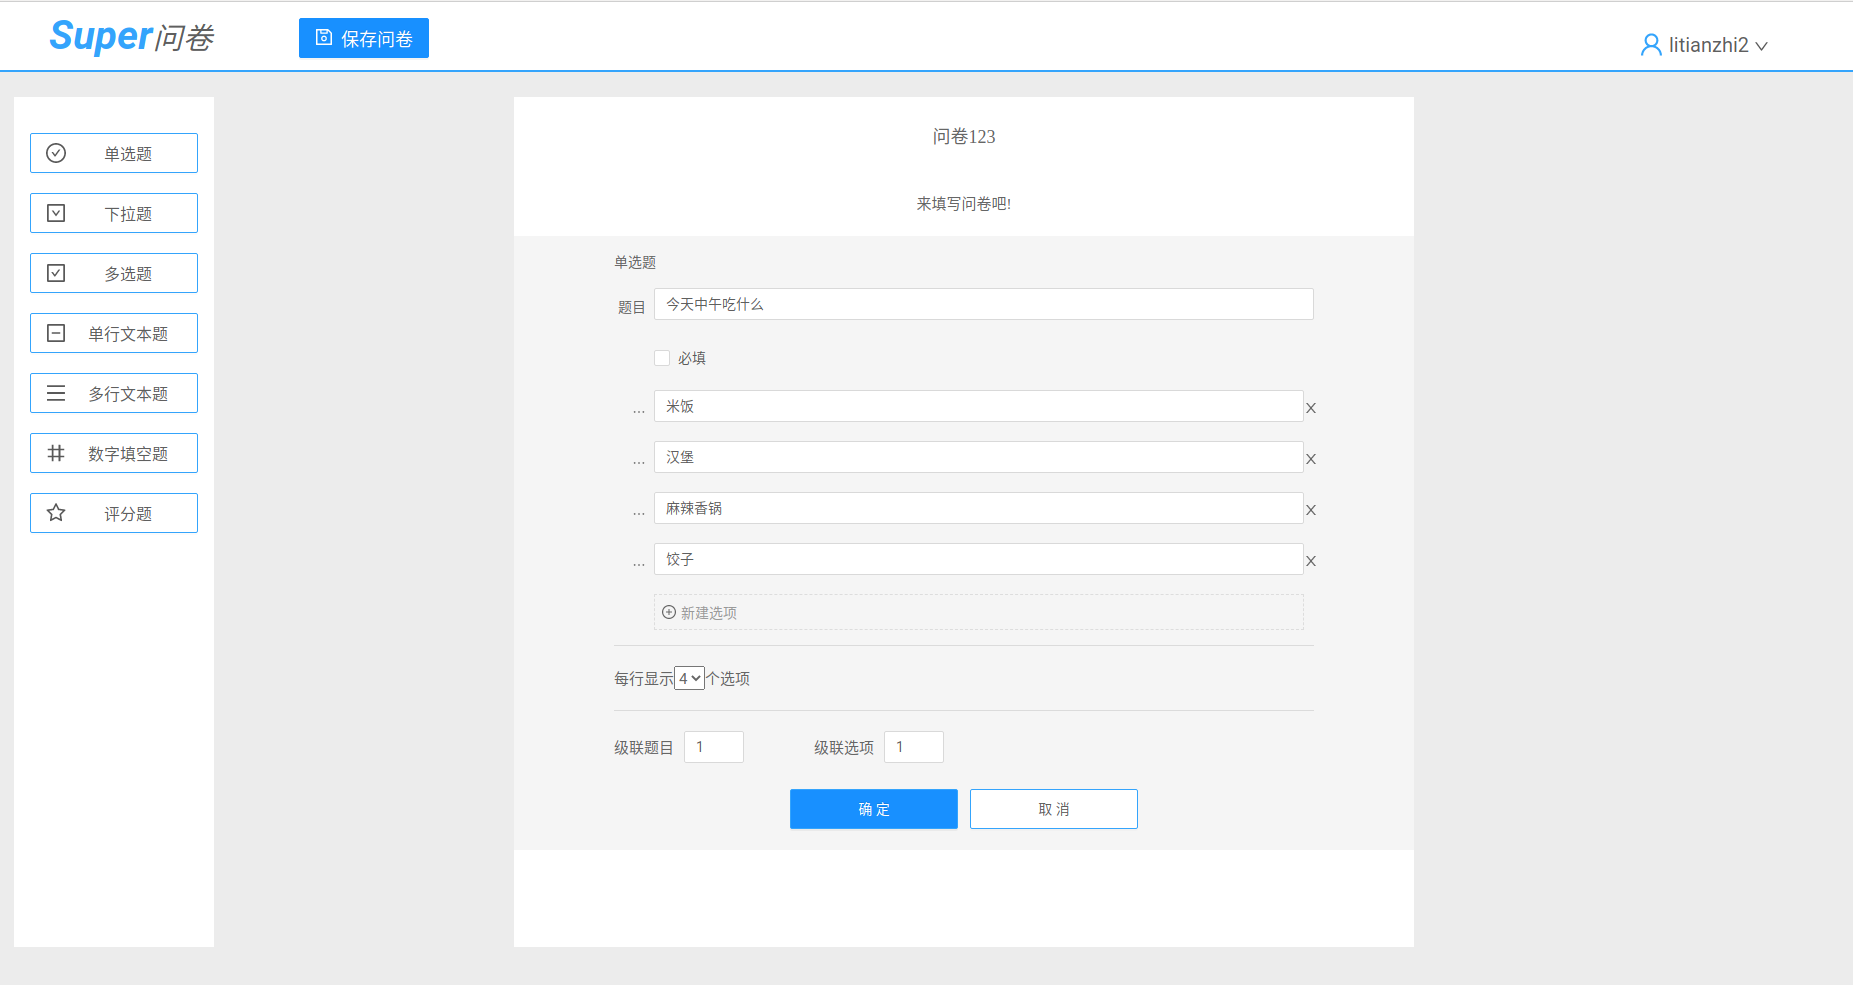 Super问卷
保存问卷
litianzhi2
单选题
下拉题
多选题
单行文本题
多行文本题
数字填空题
评分题
问卷123
来填写问卷吧!
单选题
题目 今天中午吃什么
必填
... 米饭 X
... 汉堡 X
... 麻辣香锅 X
... 饺子 X
新建选项
每行显示4个选项
级联题目 1 级联选项 1
确 定 取 消